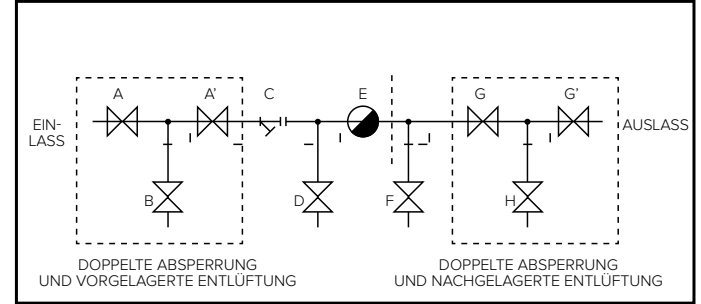 A A' C E G G'
EIN-
LASS
AUSLASS
B D F H
DOPPELTE ABSPERRUNG
UND VORGELAGERTE ENTLÜFTUNG
DOPPELTE ABSPERRUNG
UND NACHGELAGERTE ENTLÜFTUNG